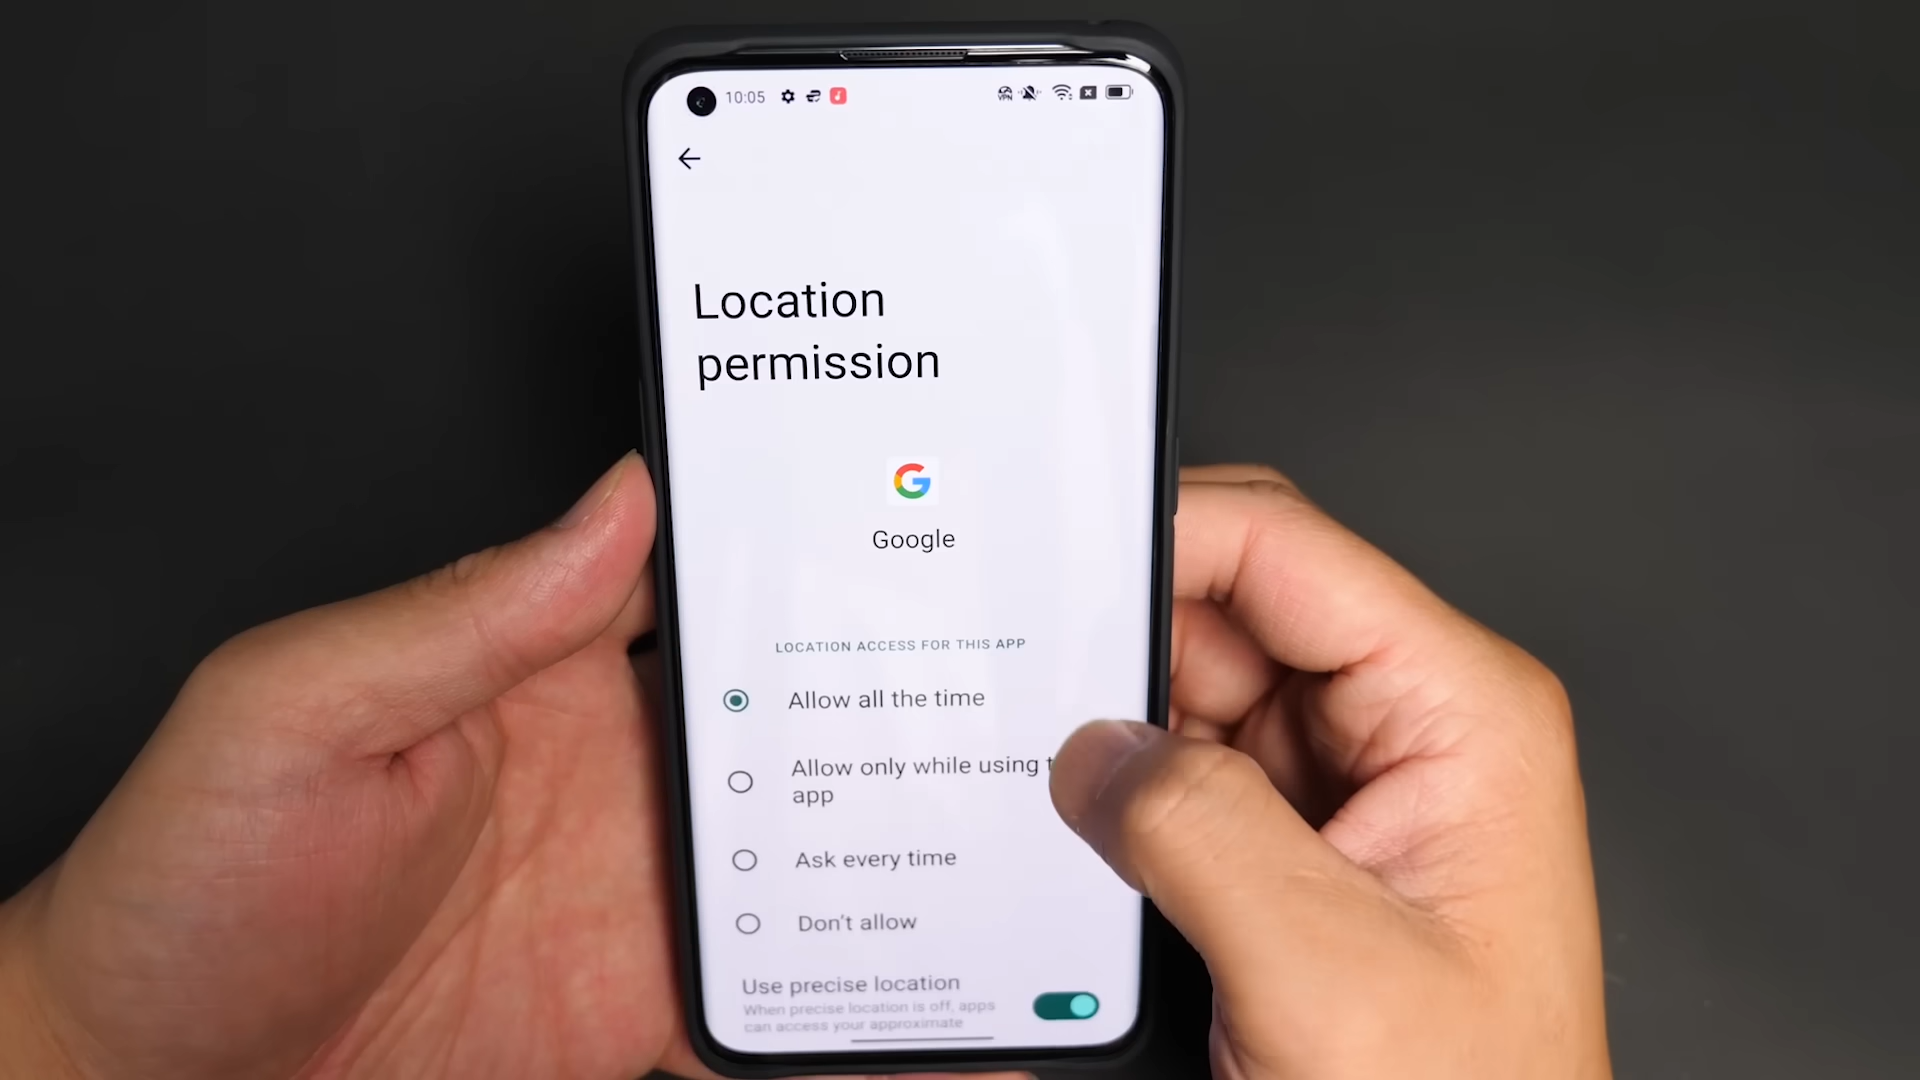 10:05
Location
permission
Google
LOCATION ACCESS FOR THIS APP
Allow all the time
Allow only while using
app
Ask every time
Don't allow
Use precise location
When precise location is off, apps
can access your approximate